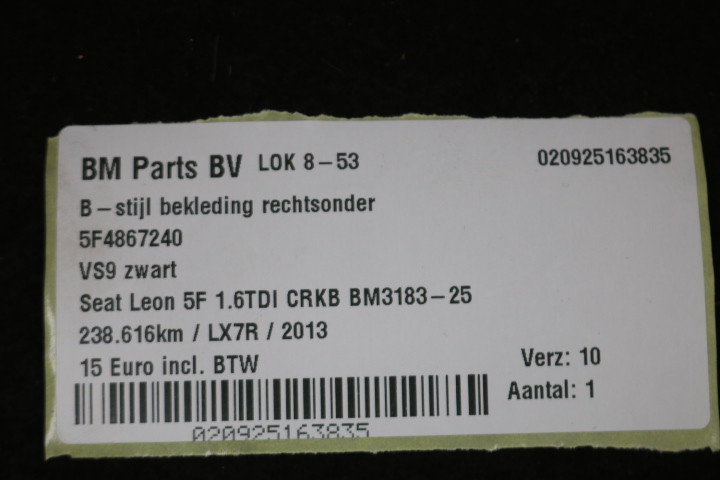 BM Parts BV LOK 8-53 020925163835
B-stijl bekleding rechtsonder
5F4867240
VS9 zwart
Seat Leon 5F 1.6TDI CRKB BM3183-25
238.616km / LX7R / 2013
15 Euro incl. BTW Verz: 10
Aantal: 1
020925163835